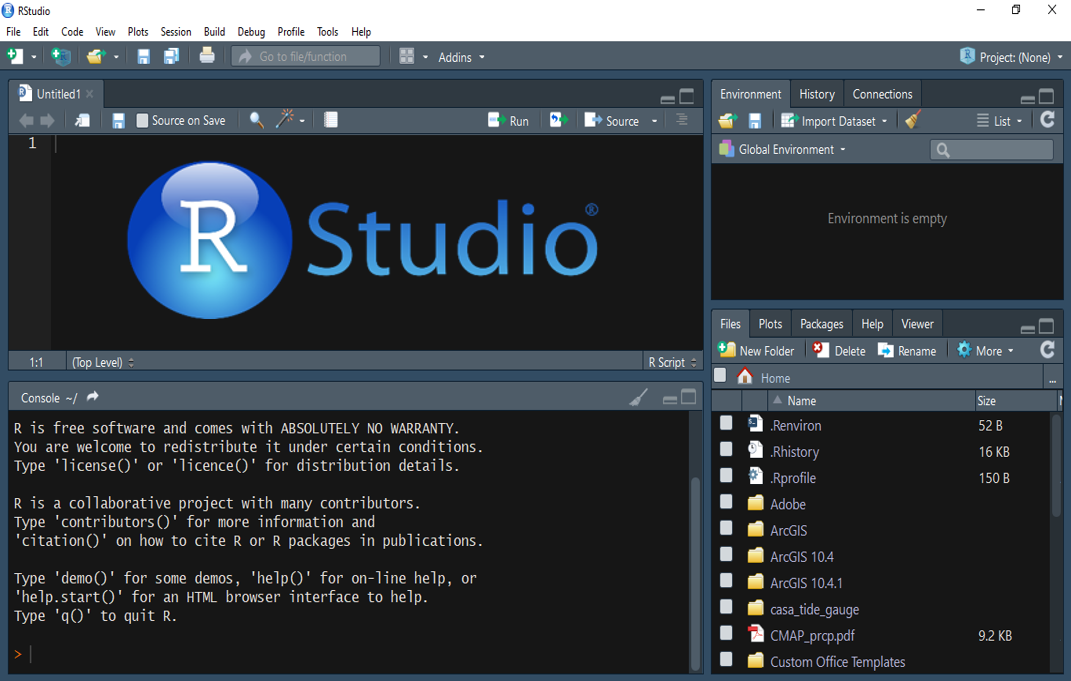 RStudio
File Edit Code View Plots Session Build Debug Profile Tools Help
Go to file/function Addins Project: (None)
Untitled1
Source on Save Run Source
1
R Studio®
1:1 (Top Level) R Script
Console ~/
R is free software and comes with ABSOLUTELY NO WARRANTY.
You are welcome to redistribute it under certain conditions.
Type 'license()' or 'licence()' for distribution details.
R is a collaborative project with many contributors.
Type 'contributors()' for more information and
'citation()' on how to cite R or R packages in publications.
Type 'demo()' for some demos, 'help()' for on-line help, or
'help.start()' for an HTML browser interface to help.
Type 'q()' to quit R.
>
Environment History Connections
Import Dataset List
Global Environment
Environment is empty
Files Plots Packages Help Viewer
New Folder Delete Rename More
Home ...
Name Size
.Renviron 52 B
.Rhistory 16 KB
.Rprofile 150 B
Adobe
ArcGIS
ArcGIS 10.4
ArcGIS 10.4.1
casa_tide_gauge
CMAP_prcp.pdf 9.2 KB
Custom Office Templates